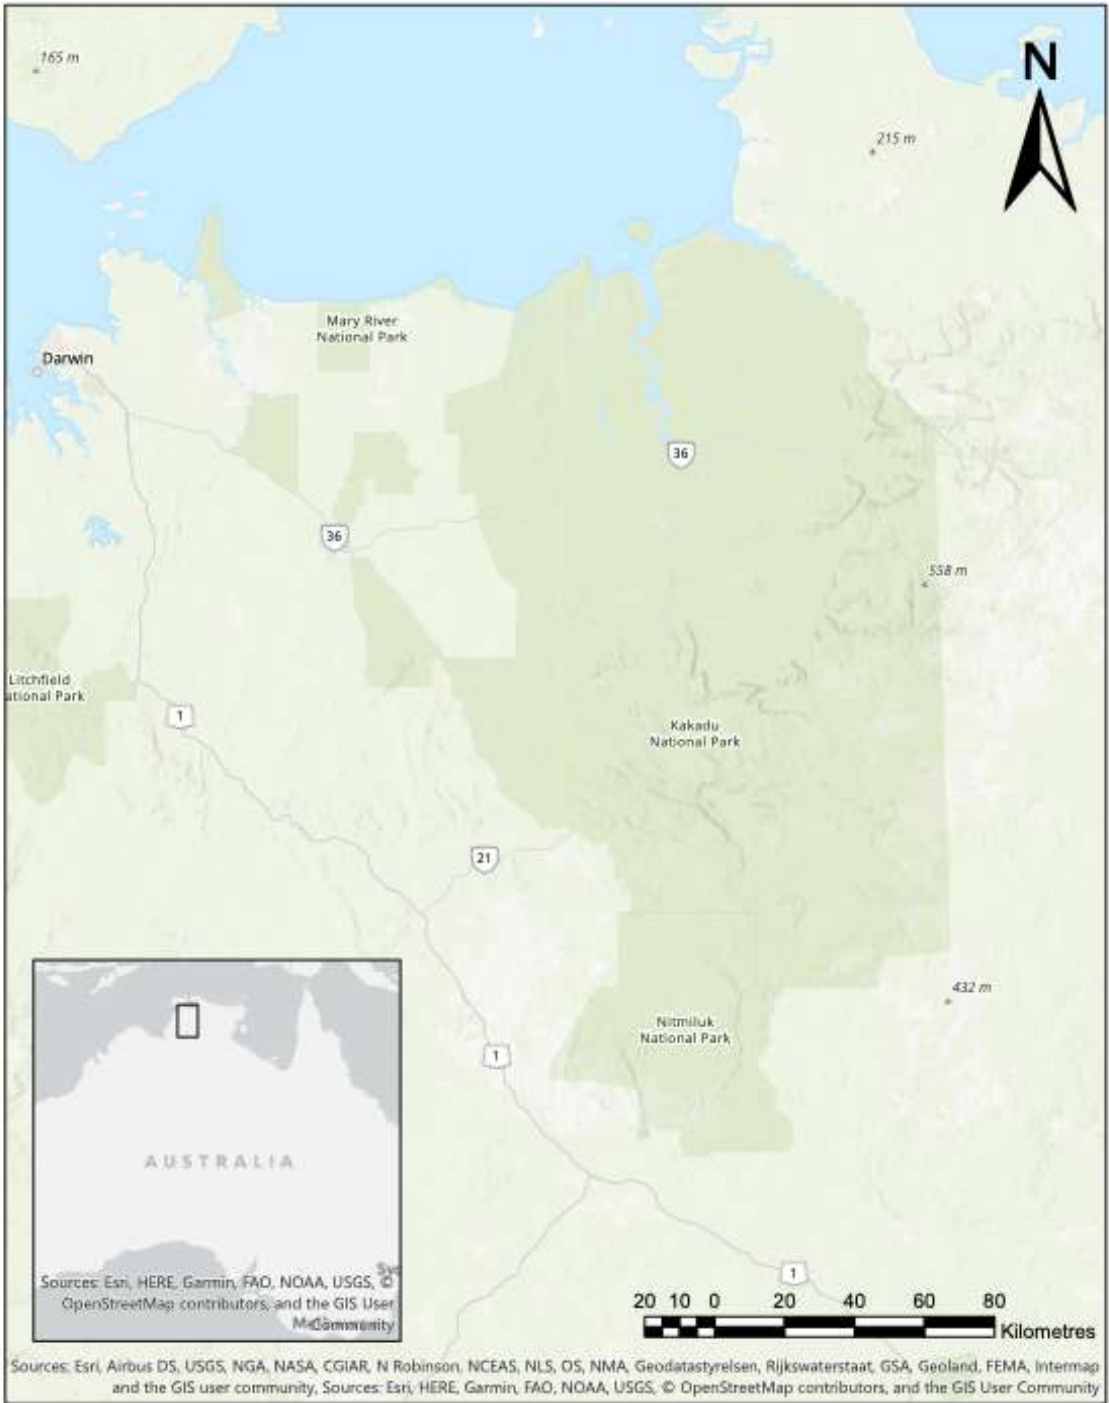 165 m
N
215 m
Mary River
National Park
Darwin
36
36
558 m
Litchfield
ational Park
1
Kakadu
National Park
21
432 m
Nitmiluk
National Park
1
AUSTRALIA
Sources: Esri, HERE, Garmin, FAO, NOAA, USGS, ©
OpenStreetMap contributors, and the GIS User
Community
1
20 10 0 20 40 60 80
Kilometres
Sources: Esri, Airbus DS, USGS, NGA, NASA, CGIAR, N Robinson, NCEAS, NLS, OS, NMA, Geodatastyrelsen, Rijkswaterstaat, GSA, Geoland, FEMA, Intermap
and the GIS user community, Sources: Esri, HERE, Garmin, FAO, NOAA, USGS, © OpenStreetMap contributors, and the GIS User Community